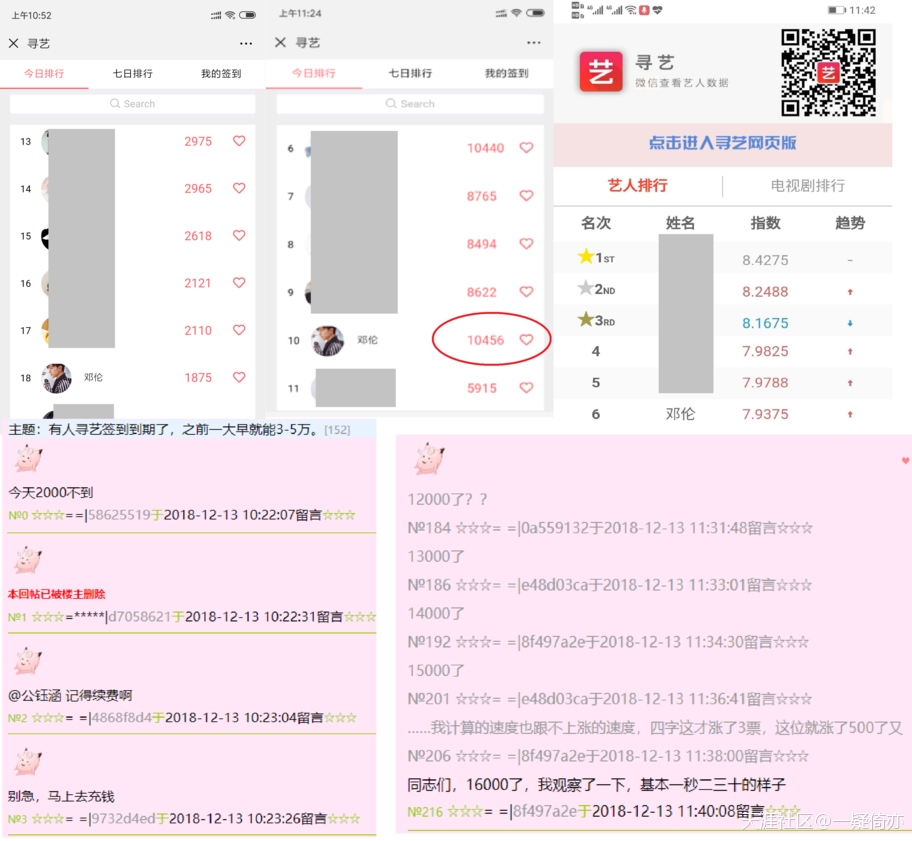 上午10:52
× 寻艺 ...
今日排行 七日排行 我的签到
Search
13 2975
14 2965
15 2618
16 2121
17 2110
18 邓伦 1875
上午11:24
× 寻艺 ...
今日排行 七日排行 我的签到
Search
6 10440
7 8765
8 8494
9 8622
10 邓伦 10456
11 5915
11:42
艺
寻艺
微信查看艺人数据
艺
点击进入寻艺网页版
艺人排行 电视剧排行
名次 姓名 指数 趋势
1ST 8.4275 -
2ND 8.2488 ↑
3RD 8.1675 ↓
4 7.9825 ↑
5 7.9788 ↑
6 邓伦 7.9375 ↑
主题：有人寻艺签到到期了，之前一大早就能3-5万。[152]
今天2000不到
№0 ☆☆☆= =|58625519于2018-12-13 10:22:07留言☆☆☆
本回帖已被楼主删除
№1 ☆☆☆=*****|d7058621于2018-12-13 10:22:31留言☆☆☆
@公钰涵 记得续费啊
№2 ☆☆☆= =|4868f8d4于2018-12-13 10:23:04留言☆☆☆
别急，马上去充钱
№3 ☆☆☆= =|9732d4ed于2018-12-13 10:23:26留言☆☆☆
12000了？？
№184 ☆☆☆= =|0a559132于2018-12-13 11:31:48留言☆☆☆
13000了
№186 ☆☆☆= =|e48d03ca于2018-12-13 11:33:01留言☆☆☆
14000了
№192 ☆☆☆= =|8f497a2e于2018-12-13 11:34:30留言☆☆☆
15000了
№201 ☆☆☆= =|e48d03ca于2018-12-13 11:36:41留言☆☆☆
……我计算的速度也跟不上涨的速度，四字这才涨了3票，这位就涨了500了又
№206 ☆☆☆= =|8f497a2e于2018-12-13 11:38:00留言☆☆☆
同志们，16000了，我观察了一下，基本一秒二三十的样子
№216 ☆☆☆= =|8f497a2e于2018-12-13 11:40:08留言☆☆☆
天涯社区@一疑倚亦